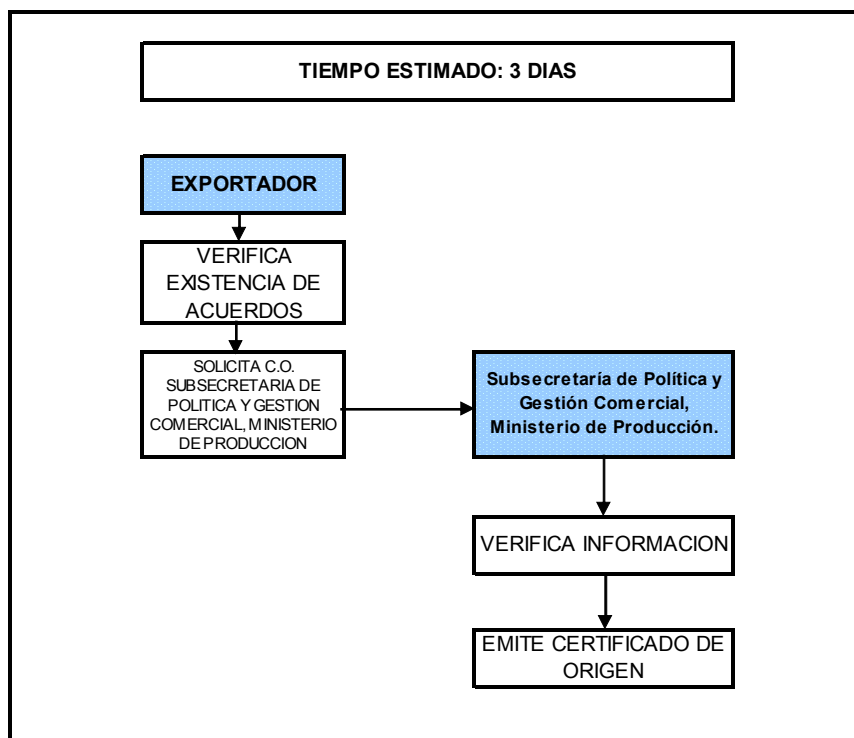 TIEMPO ESTIMADO: 3 DIAS
EXPORTADOR
VERIFICA
EXISTENCIA DE
ACUERDOS
SOLICITA C.O.
SUBSECRETARIA DE
POLITICA Y GESTION
COMERCIAL, MINISTERIO
DE PRODUCCION
Subsecretaría de Política y
Gestión Comercial,
Ministerio de Producción.
VERIFICA INFORMACION
EMITE CERTIFICADO DE
ORIGEN